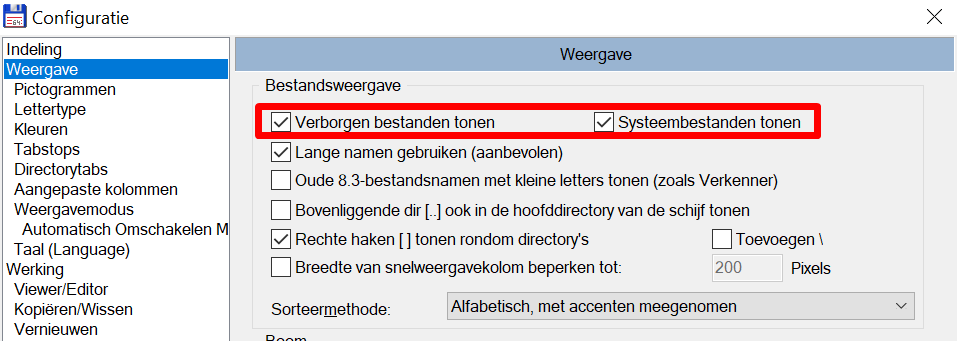 Configuratie
Indeling
Weergave
Pictogrammen
Lettertype
Kleuren
Tabstops
Directorytabs
Aangepaste kolommen
Weergavemodus
Automatisch Omschakelen M
Taal (Language)
Werking
Viewer/Editor
Kopiëren/Wissen
Vernieuwen
Weergave
Bestandsweergave
Verborgen bestanden tonen Systeembestanden tonen
Lange namen gebruiken (aanbevolen)
Oude 8.3-bestandsnamen met kleine letters tonen (zoals Verkenner)
Bovenliggende dir [..] ook in de hoofddirectory van de schijf tonen
Rechte haken [ ] tonen rondom directory's Toevoegen \
Breedte van snelweergavekolom beperken tot: 200 Pixels
Sorteermethode: Alfabetisch, met accenten meegenomen